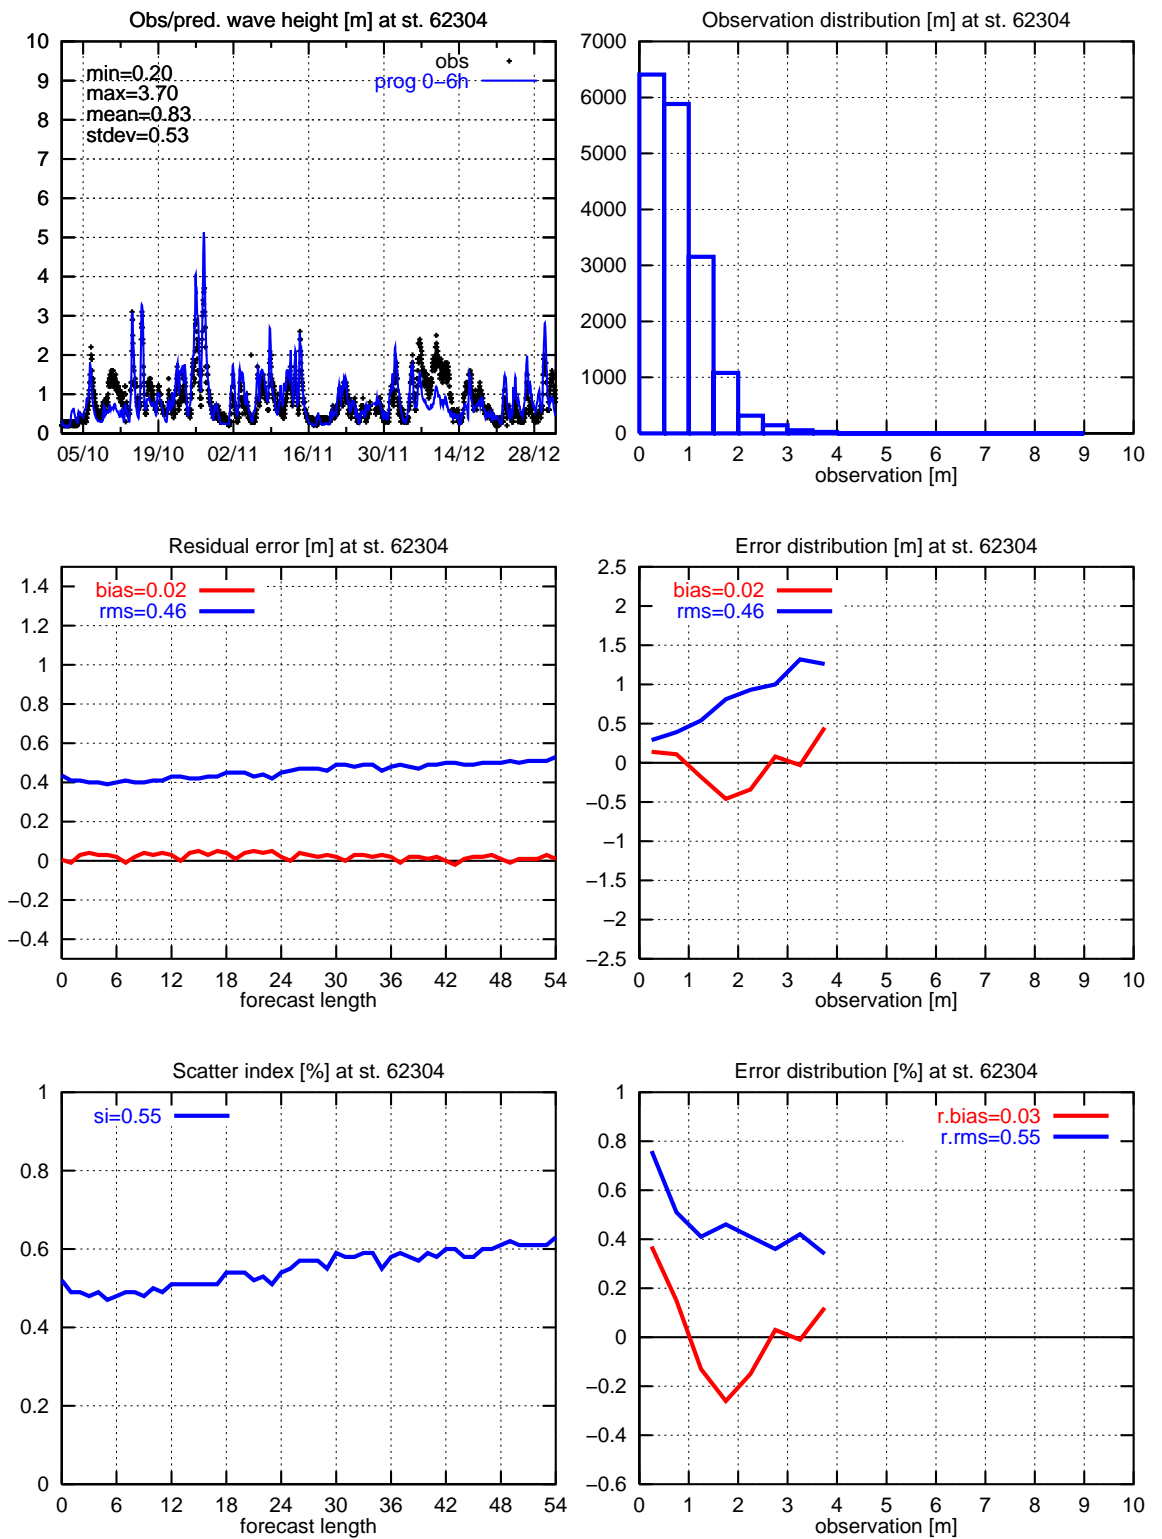 Obs/pred. wave height [m] at st. 62304
10
9
8
7
6
5
4
3
2
1
0
min=0.20
max=3.70
mean=0.83
stdev=0.53
obs
prog 0−6h
05/10 19/10 02/11 16/11 30/11 14/12 28/12
Observation distribution [m] at st. 62304
7000
6000
5000
4000
3000
2000
1000
0
0 1 2 3 4 5 6 7 8 9 10
observation [m]
Residual error [m] at st. 62304
1.4
1.2
1
0.8
0.6
0.4
0.2
0
−0.2
−0.4
bias=0.02
rms=0.46
0 6 12 18 24 30 36 42 48 54
forecast length
Error distribution [m] at st. 62304
2.5
2
1.5
1
0.5
0
−0.5
−1
−1.5
−2
−2.5
bias=0.02
rms=0.46
0 1 2 3 4 5 6 7 8 9 10
observation [m]
Scatter index [%] at st. 62304
1
0.8
0.6
0.4
0.2
0
si=0.55
0 6 12 18 24 30 36 42 48 54
forecast length
Error distribution [%] at st. 62304
1
0.8
0.6
0.4
0.2
0
−0.2
−0.4
−0.6
r.bias=0.03
r.rms=0.55
0 1 2 3 4 5 6 7 8 9 10
observation [m]